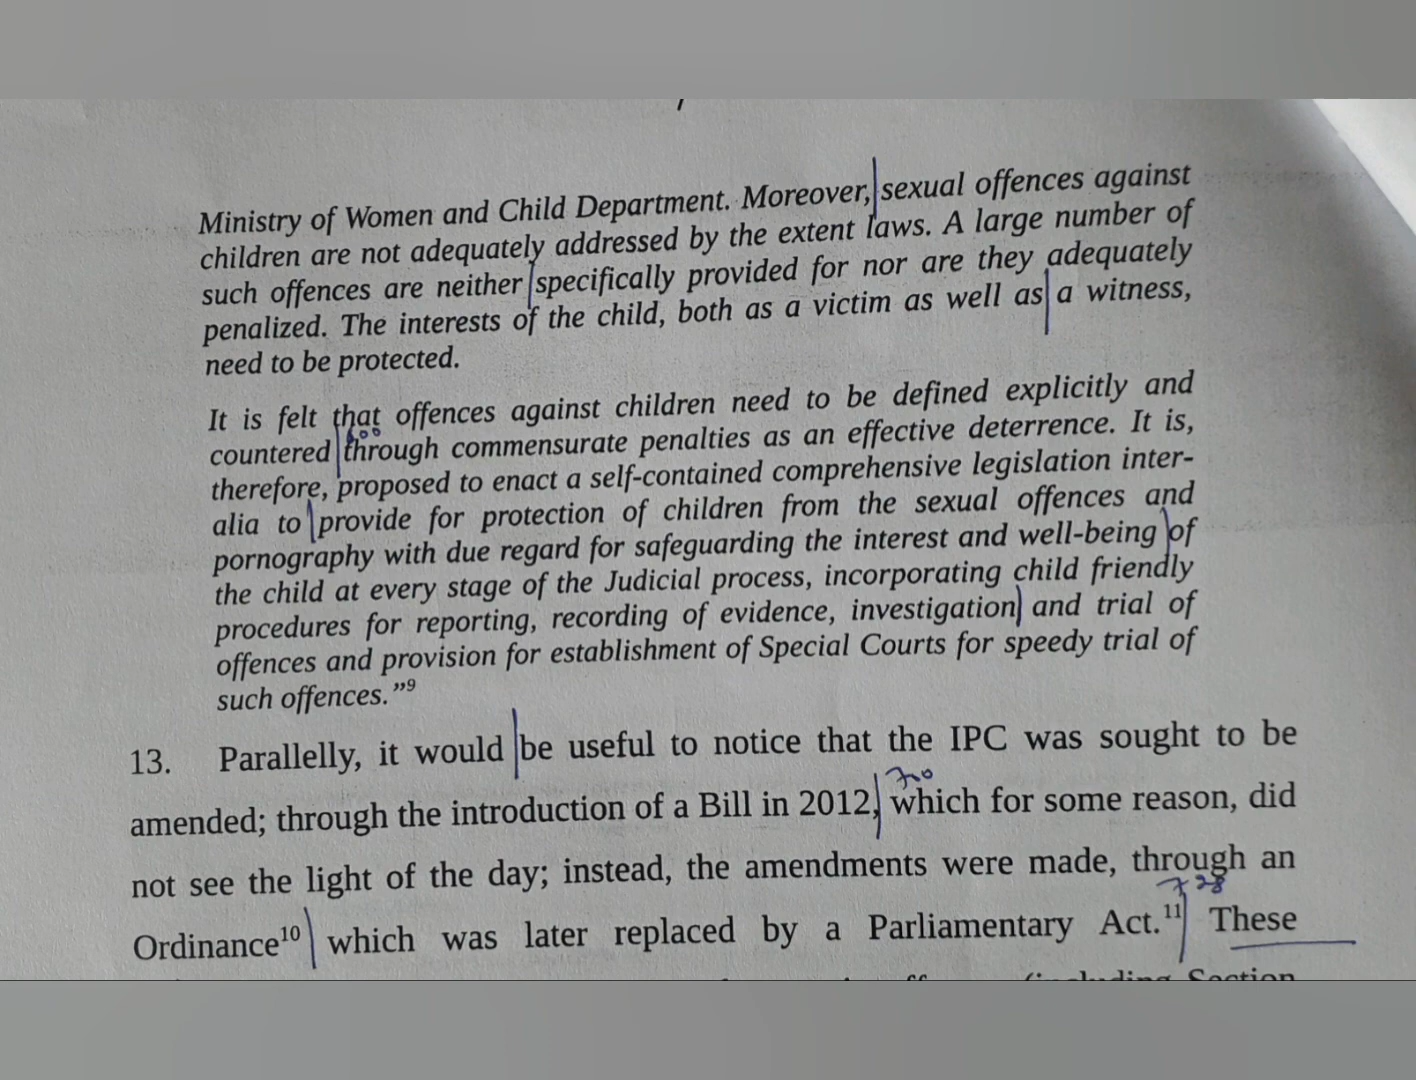 Ministry of Women and Child Department. Moreover, sexual offences against
children are not adequately addressed by the extent laws. A large number of
such offences are neither specifically provided for nor are they adequately
penalized. The interests of the child, both as a victim as well as a witness,
need to be protected.
It is felt that offences against children need to be defined explicitly and
countered through commensurate penalties as an effective deterrence. It is,
therefore, proposed to enact a self-contained comprehensive legislation inter-
alia to provide for protection of children from the sexual offences and
pornography with due regard for safeguarding the interest and well-being of
the child at every stage of the Judicial process, incorporating child friendly
procedures for reporting, recording of evidence, investigation and trial of
offences and provision for establishment of Special Courts for speedy trial of
such offences.”9
13. Parallelly, it would be useful to notice that the IPC was sought to be
amended; through the introduction of a Bill in 2012, which for some reason, did
not see the light of the day; instead, the amendments were made, through an
Ordinance10 which was later replaced by a Parliamentary Act.11 These